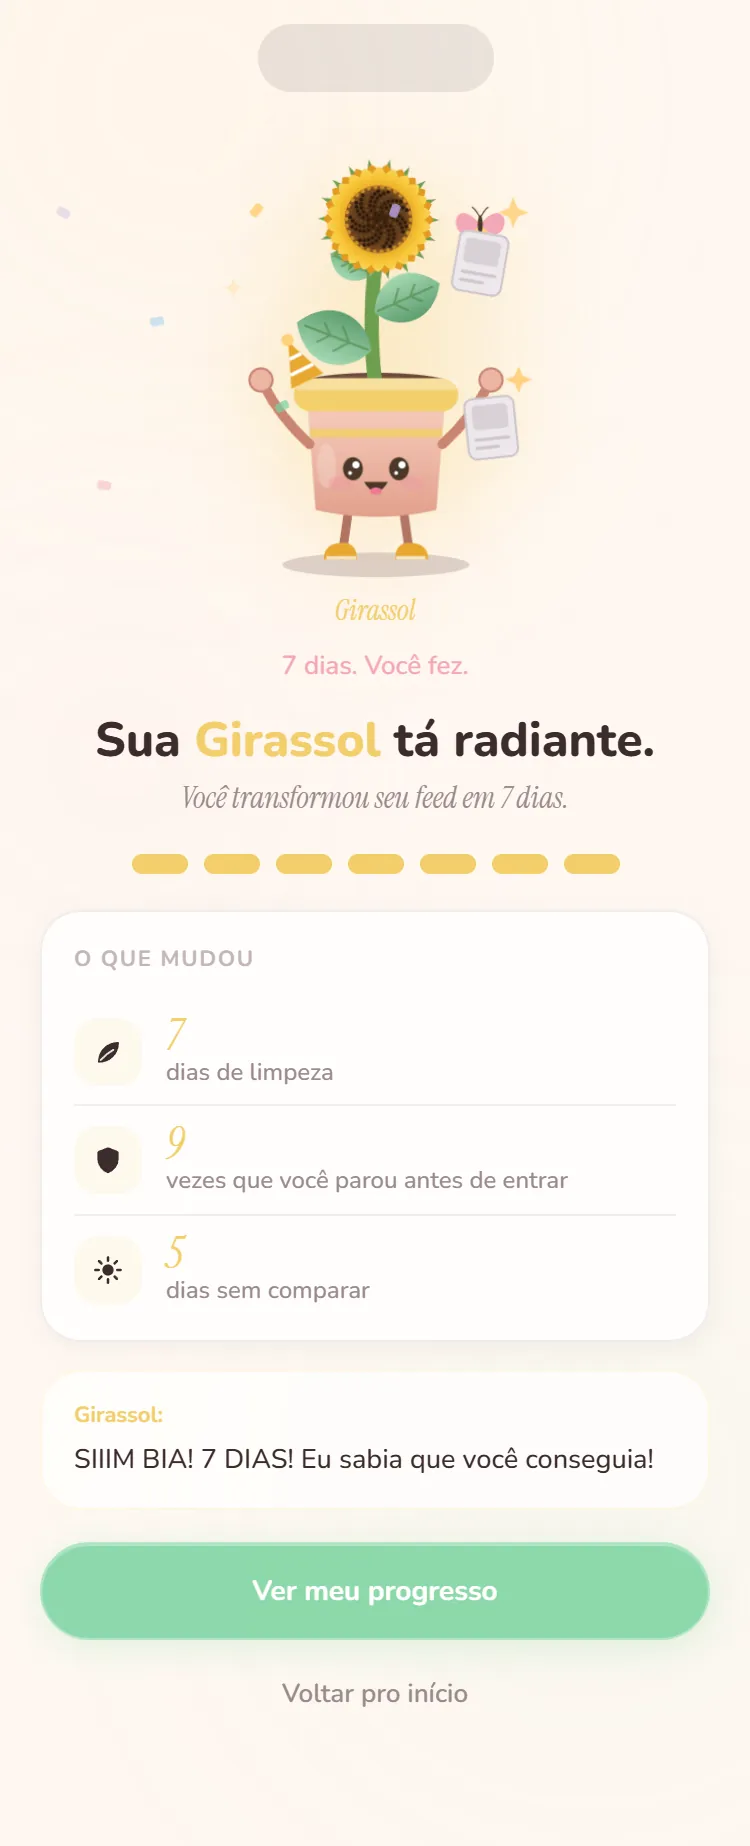 Girassol
7 dias. Você fez.
Sua Girassol tá radiante.
Você transformou seu feed em 7 dias.
O QUE MUDOU
7
dias de limpeza
9
vezes que você parou antes de entrar
5
dias sem comparar
Girassol:
SIIIM BIA! 7 DIAS! Eu sabia que você conseguia!
Ver meu progresso
Voltar pro início